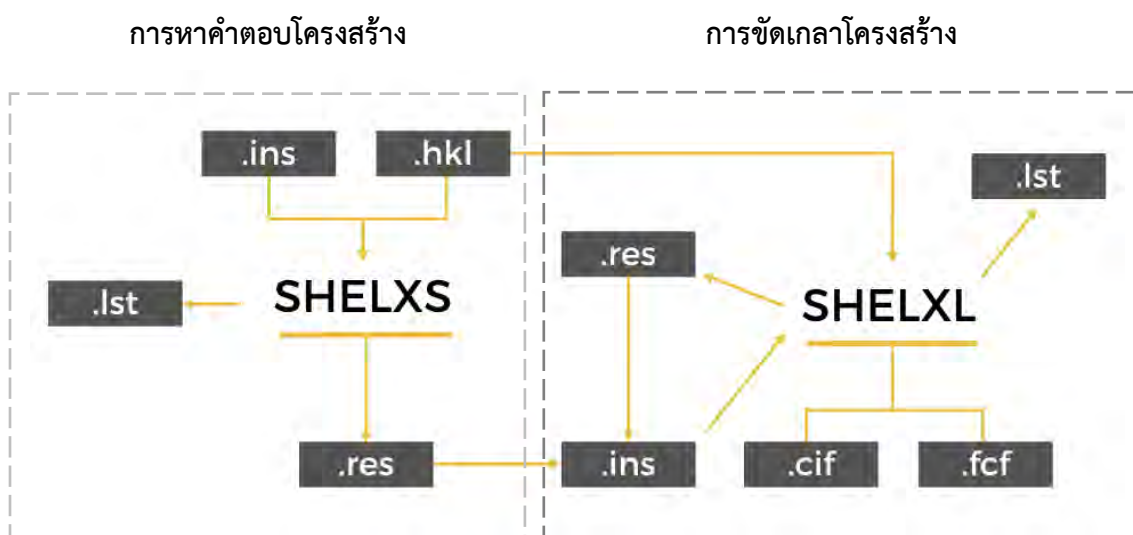 การหาคำตอบโครงสร้าง
การขัดเกลาโครงสร้าง
.ins
.hkl
.lst
SHELXS
.res
.lst
.res
SHELXL
.ins
.cif
.fcf